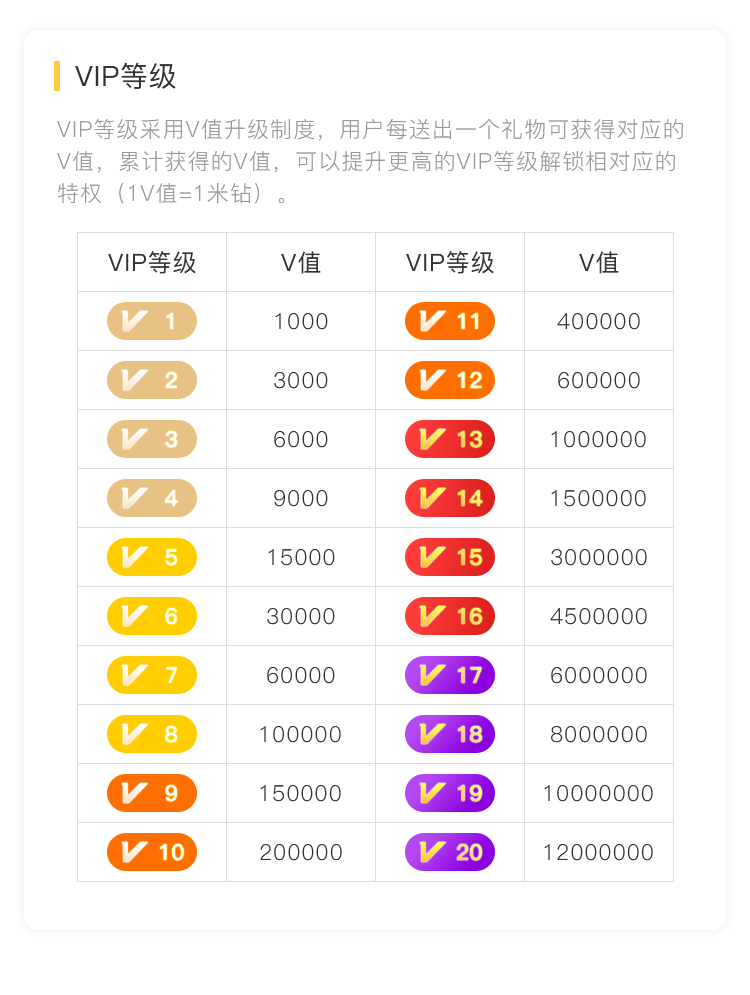 VIP等级
VIP等级采用V值升级制度，用户每送出一个礼物可获得对应的
V值，累计获得的V值，可以提升更高的VIP等级解锁相对应的
特权（1V值=1米钻）。
VIP等级 V值 VIP等级 V值
V 1 1000 V 11 400000
V 2 3000 V 12 600000
V 3 6000 V 13 1000000
V 4 9000 V 14 1500000
V 5 15000 V 15 3000000
V 6 30000 V 16 4500000
V 7 60000 V 17 6000000
V 8 100000 V 18 8000000
V 9 150000 V 19 10000000
V 10 200000 V 20 12000000